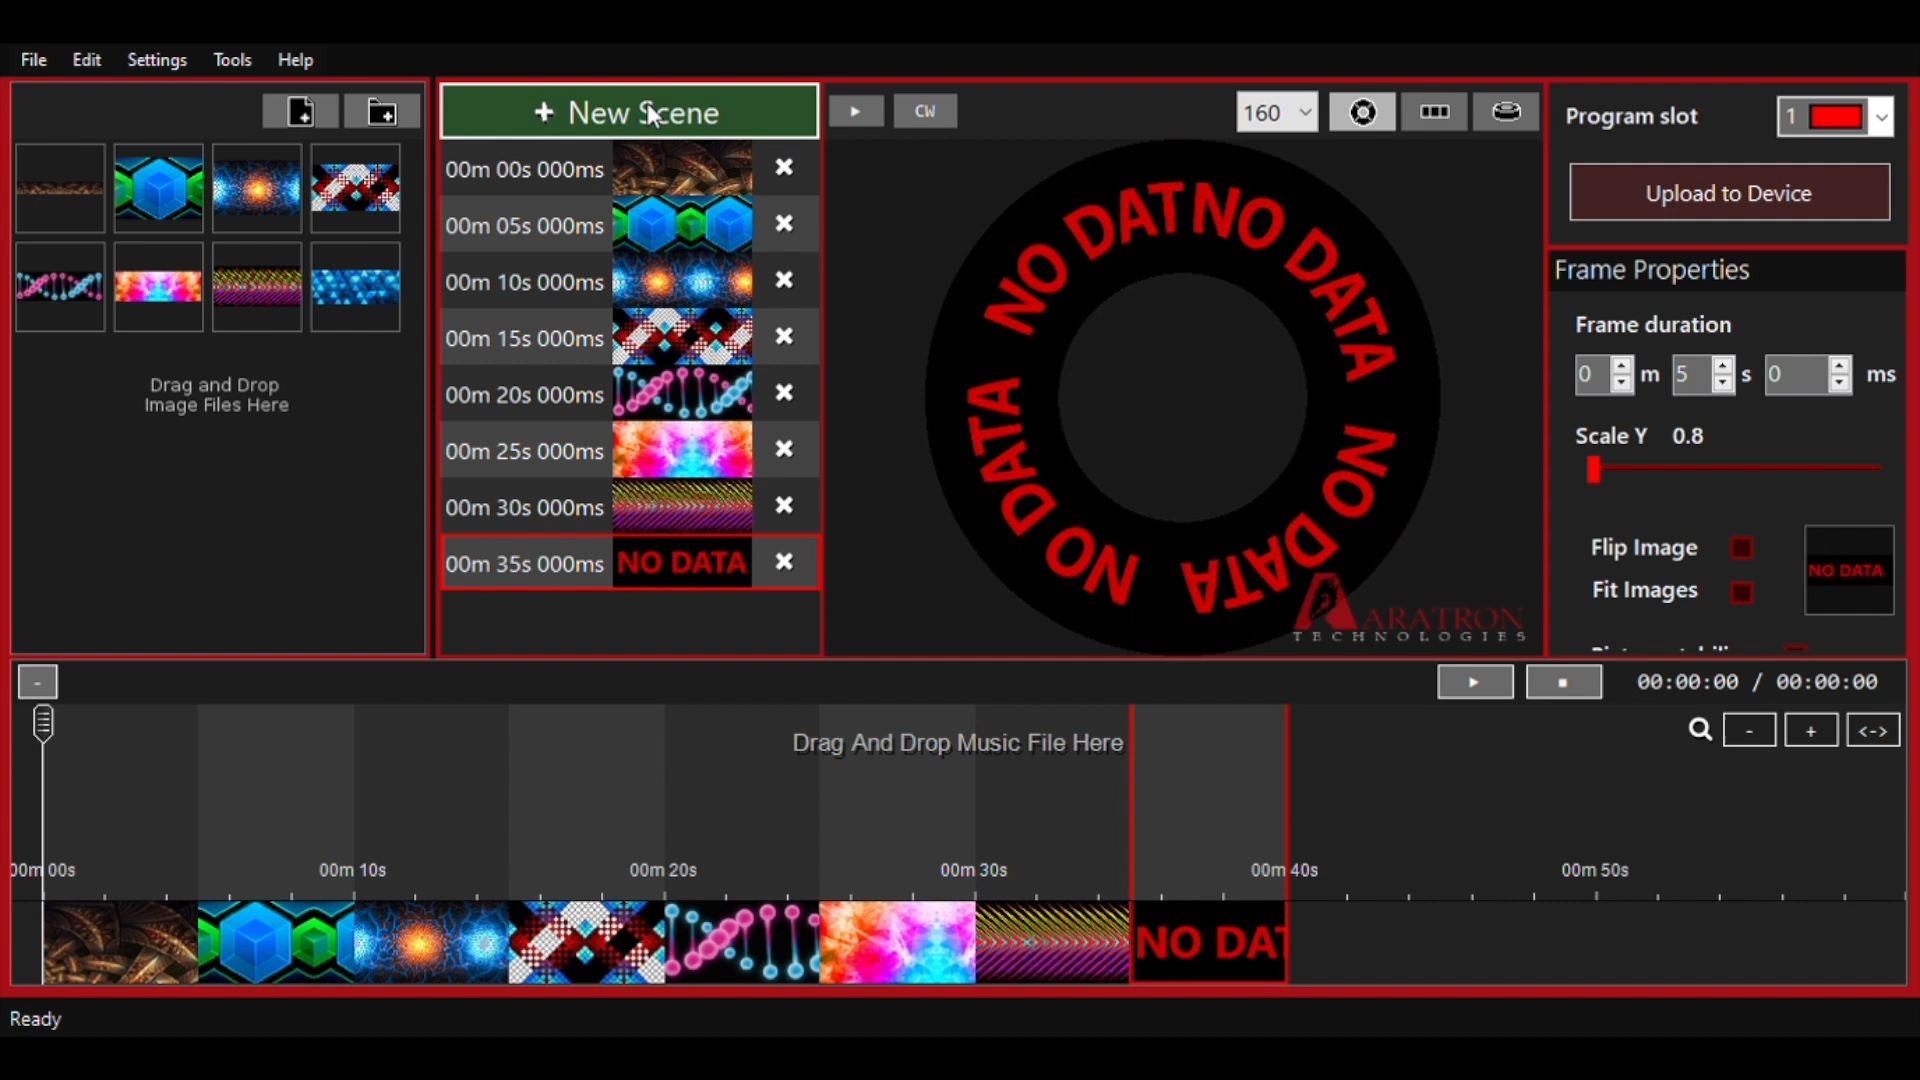 File Edit Settings Tools Help
+ New Scene
00m 00s 000ms
00m 05s 000ms
00m 10s 000ms
00m 15s 000ms
00m 20s 000ms
00m 25s 000ms
00m 30s 000ms
00m 35s 000ms NO DATA
Drag and Drop
Image Files Here
CW
160
NO DATNO DATA NO DATA NO DATA
ARATRON
TECHNOLOGIES
Program slot 1
Upload to Device
Frame Properties
Frame duration
0 m 5 s 0 ms
Scale Y 0.8
Flip Image
Fit Images
NO DATA
-
00:00:00 / 00:00:00
Drag And Drop Music File Here
- + <->
00m 00s 00m 10s 00m 20s 00m 30s 00m 40s 00m 50s
NO DAT
Ready